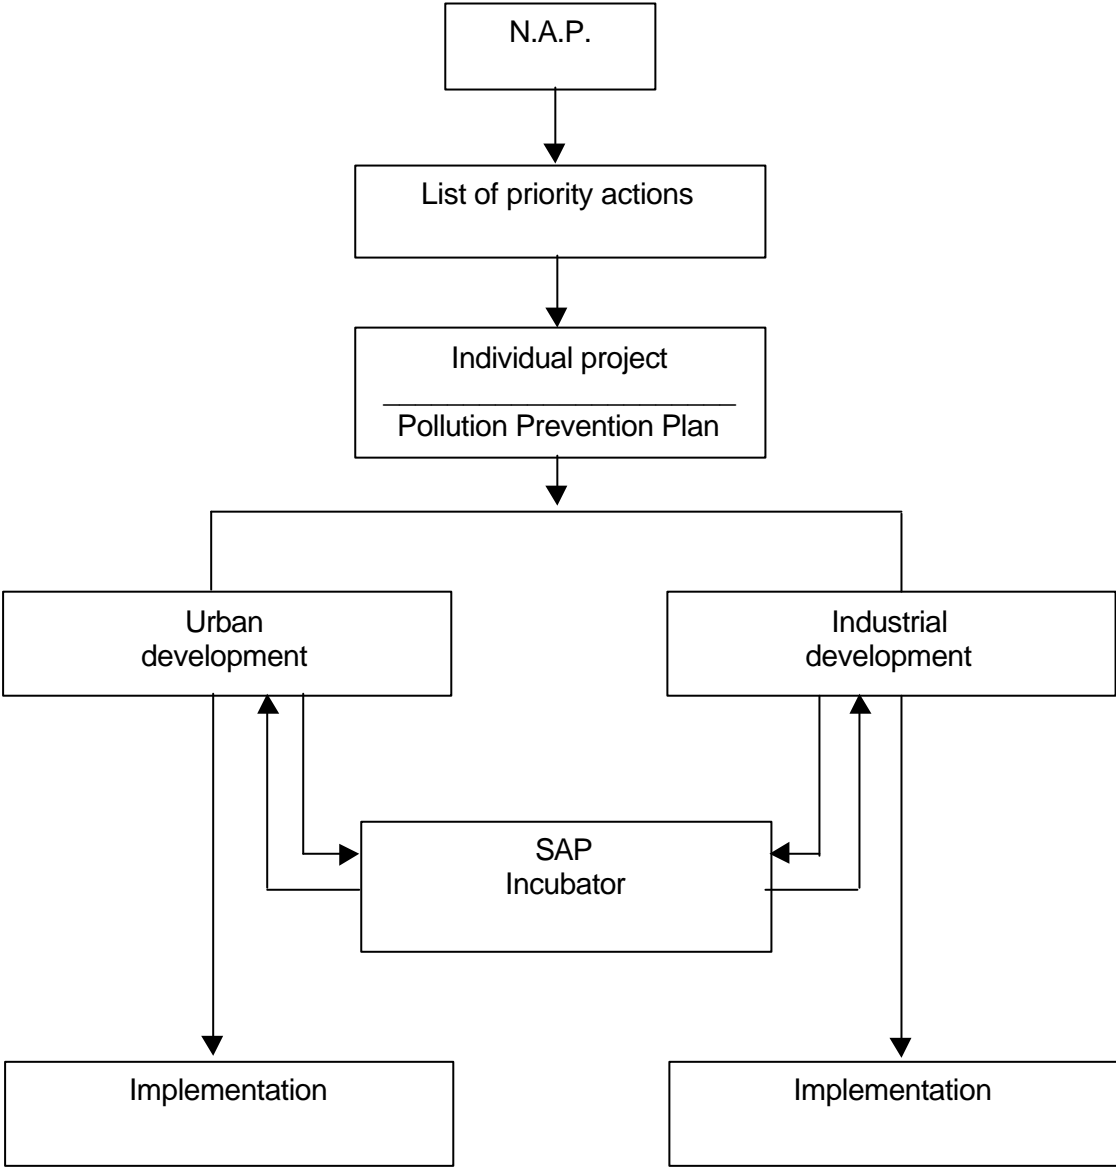 N.A.P.
List of priority actions
Individual project
Pollution Prevention Plan
Urban
development
Industrial
development
SAP
Incubator
Implementation
Implementation